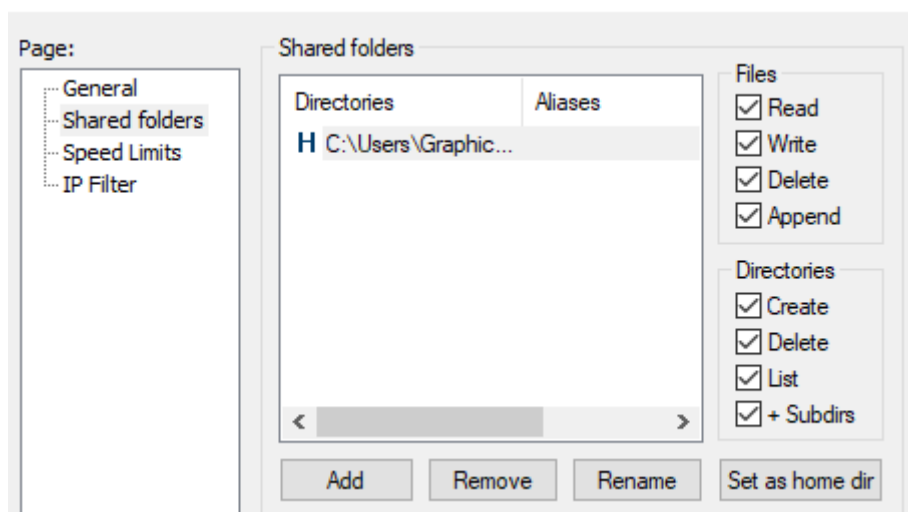 Page:
General
Shared folders
Speed Limits
IP Filter
Shared folders
Directories Aliases
H C:\Users\Graphic...
Files
Read
Write
Delete
Append
Directories
Create
Delete
List
+ Subdirs
Add Remove Rename Set as home dir